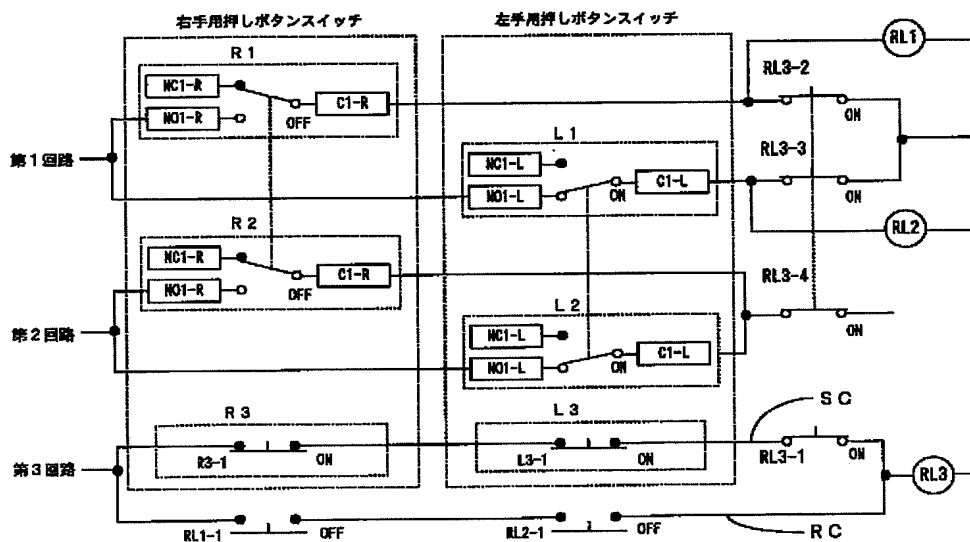 右手用押しボタンスイッチ
左手用押しボタンスイッチ
RL1
R1
RL3-2
NC1-R
C1-R
NO1-R
OFF
ON
L1
RL3-3
第1回路
NC1-L
NO1-L
ON
C1-L
ON
R2
RL2
NC1-R
C1-R
RL3-4
NO1-R
OFF
L2
ON
第2回路
NC1-L
NO1-L
ON
C1-L
SC
R3
L3
R3-1
ON
L3-1
ON
RL3-1
ON
第3回路
RL3
RL1-1
OFF
RL2-1
OFF
RC